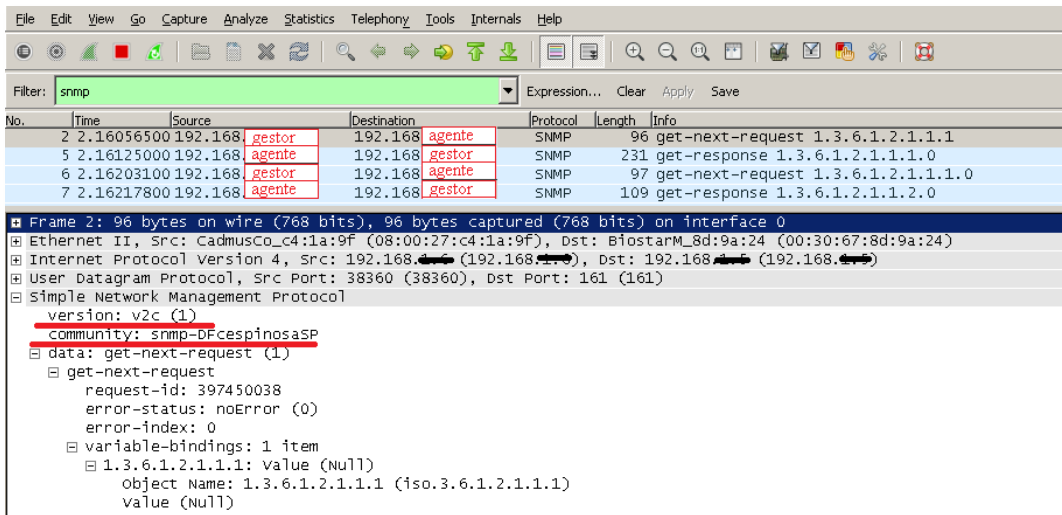 File Edit View Go Capture Analyze Statistics Telephony Tools Internals Help
Filter: snmp Expression... Clear Apply Save
No. Time Source Destination Protocol Length Info
2 2.16056500 192.168. gestor 192.168 agente SNMP 96 get-next-request 1.3.6.1.2.1.1.1
5 2.16125000 192.168. agente 192.168 gestor SNMP 231 get-response 1.3.6.1.2.1.1.1.0
6 2.16203100 192.168. gestor 192.168 agente SNMP 97 get-next-request 1.3.6.1.2.1.1.1.0
7 2.16217800 192.168. agente 192.168 gestor SNMP 109 get-response 1.3.6.1.2.1.1.2.0
Frame 2: 96 bytes on wire (768 bits), 96 bytes captured (768 bits) on interface 0
Ethernet II, Src: CadmusCo_c4:1a:9f (08:00:27:c4:1a:9f), Dst: BiostarM_8d:9a:24 (00:30:67:8d:9a:24)
Internet Protocol Version 4, Src: 192.168. (192.168. ), Dst: 192.168. (192.168. )
User Datagram Protocol, Src Port: 38360 (38360), Dst Port: 161 (161)
Simple Network Management Protocol
version: v2c (1)
community: snmp-DFcespinosaSP
data: get-next-request (1)
get-next-request
request-id: 397450038
error-status: noError (0)
error-index: 0
variable-bindings: 1 item
1.3.6.1.2.1.1.1: Value (Null)
Object Name: 1.3.6.1.2.1.1.1 (iso.3.6.1.2.1.1.1)
Value (Null)